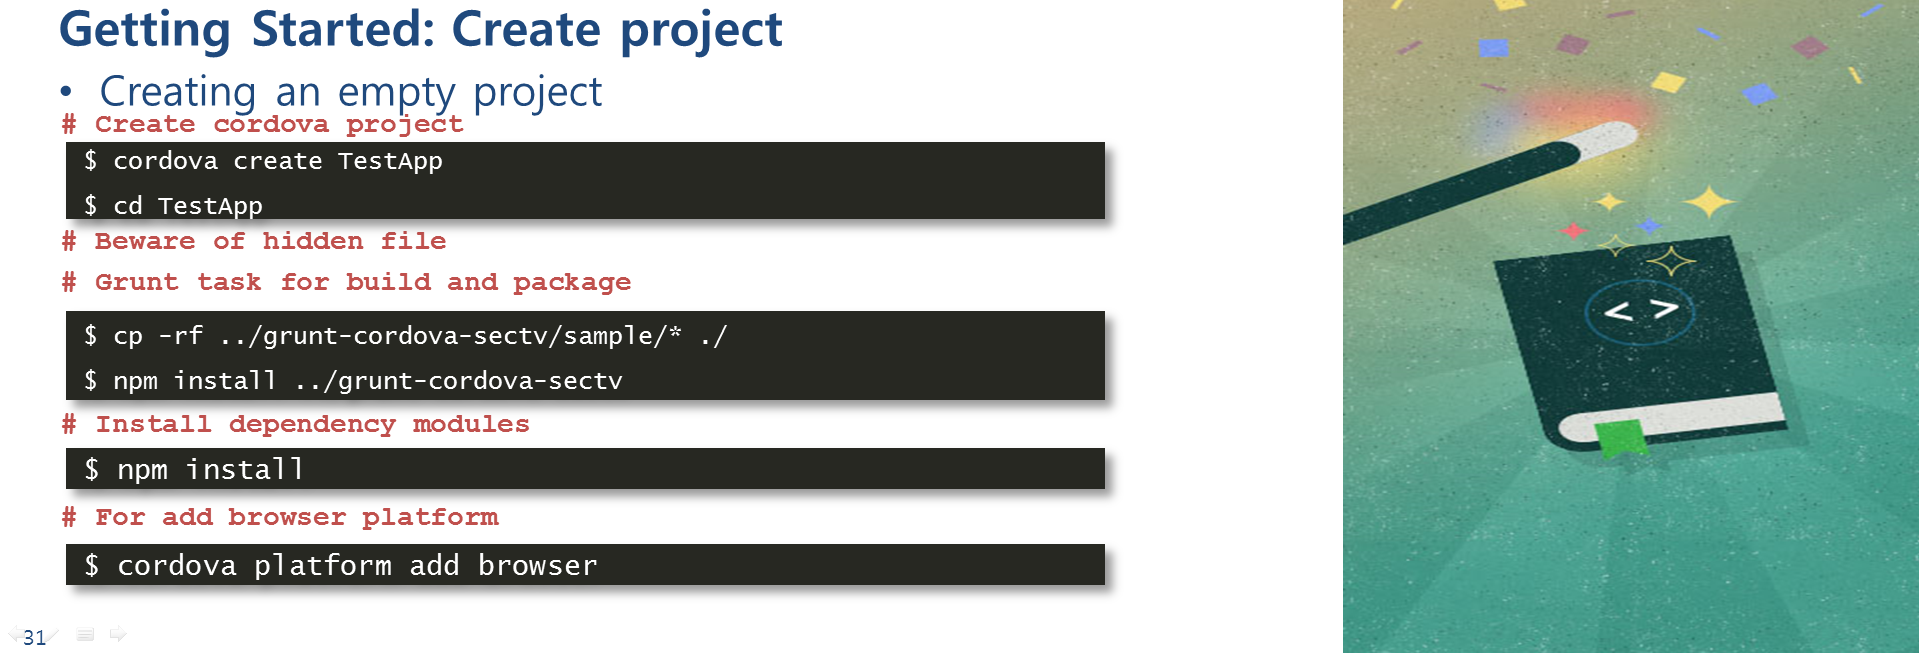 Getting Started: Create project
• Creating an empty project
# Create cordova project
$ cordova create TestApp
$ cd TestApp
# Beware of hidden file
# Grunt task for build and package
$ cp -rf ../grunt-cordova-sectv/sample/* ./
$ npm install ../grunt-cordova-sectv
# Install dependency modules
$ npm install
# For add browser platform
$ cordova platform add browser
31
< >